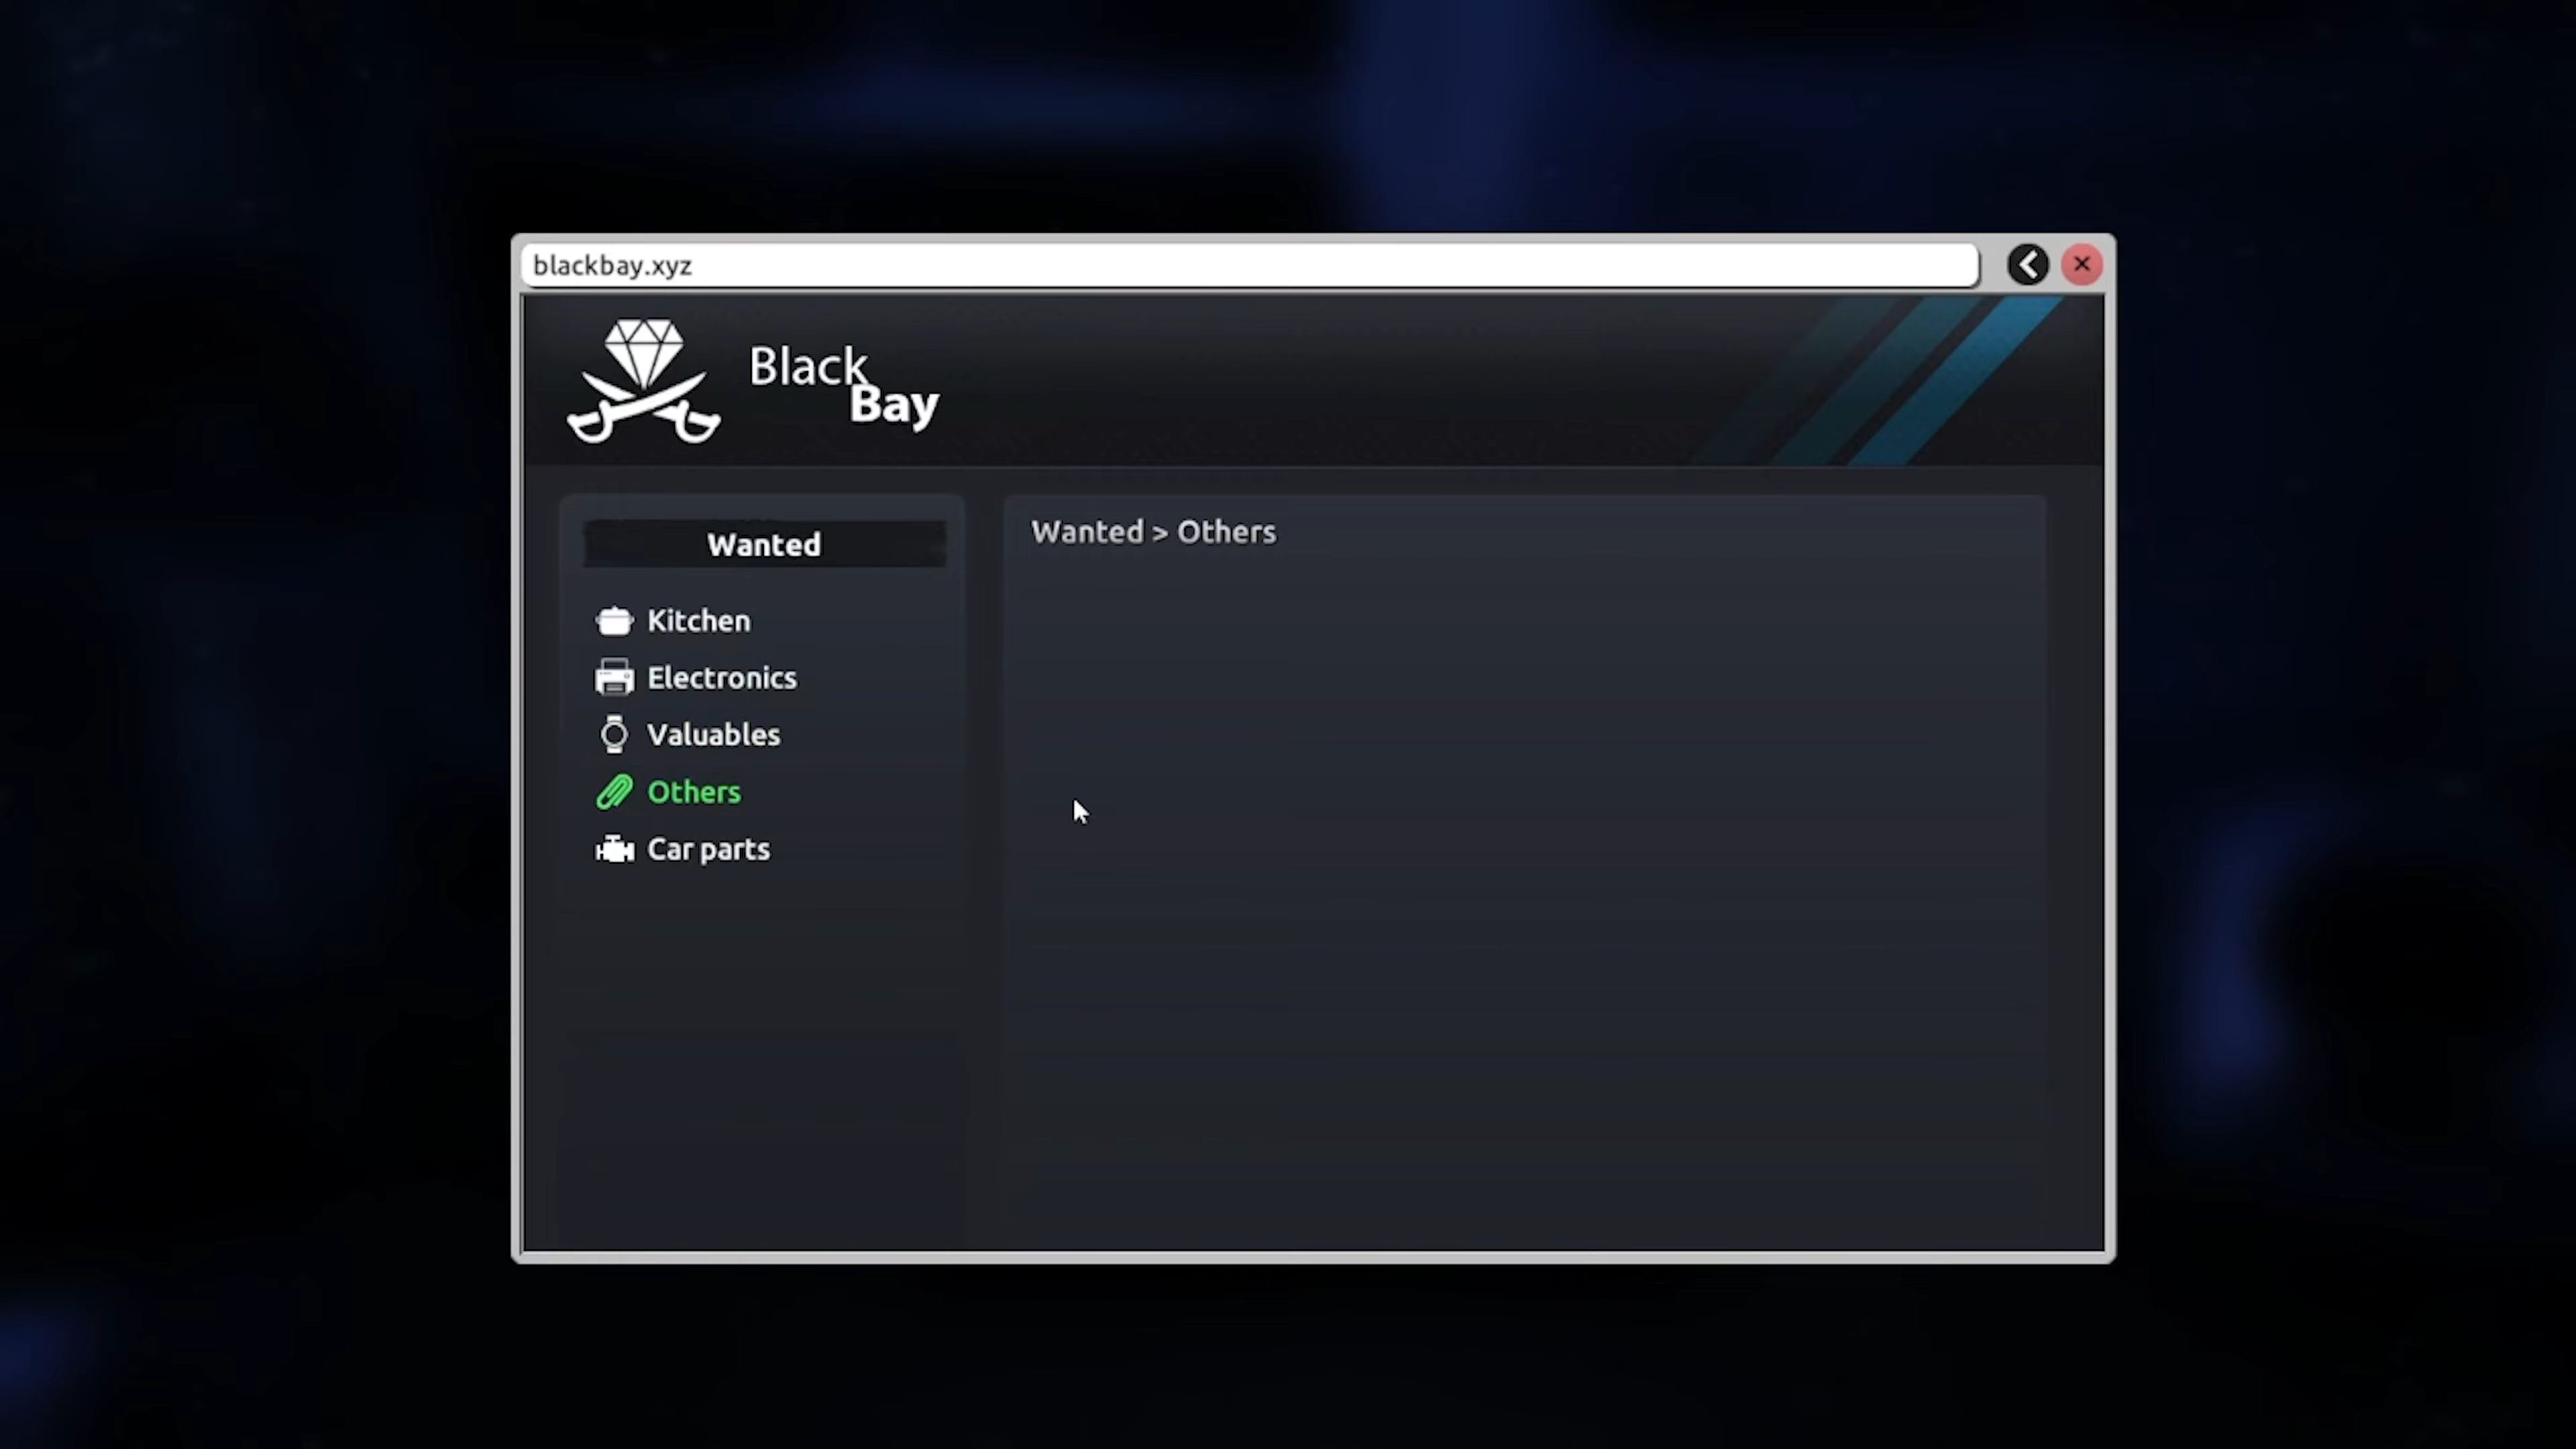 blackbay.xyz
Black
Bay
Wanted
Kitchen
Electronics
Valuables
Others
Car parts
Wanted > Others